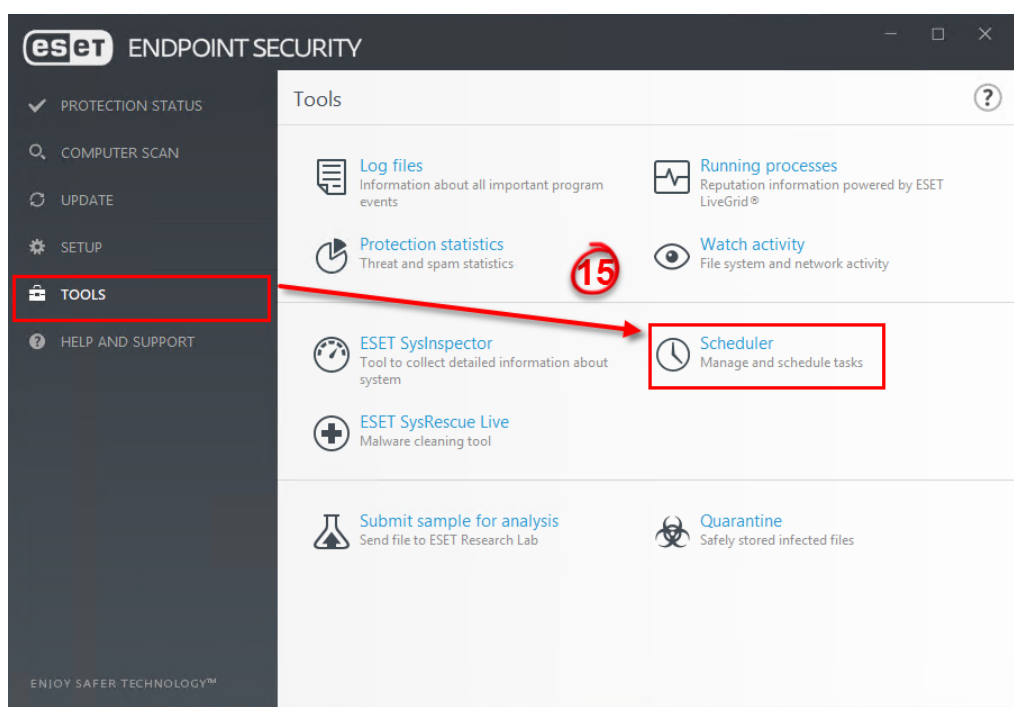 eset ENDPOINT SECURITY
PROTECTION STATUS
COMPUTER SCAN
UPDATE
SETUP
TOOLS
HELP AND SUPPORT
ENJOY SAFER TECHNOLOGY™
Tools
?
Log files
Information about all important program
events
Running processes
Reputation information powered by ESET
LiveGrid®
Protection statistics
Threat and spam statistics
Watch activity
File system and network activity
15
ESET SysInspector
Tool to collect detailed information about
system
Scheduler
Manage and schedule tasks
ESET SysRescue Live
Malware cleaning tool
Submit sample for analysis
Send file to ESET Research Lab
Quarantine
Safely stored infected files